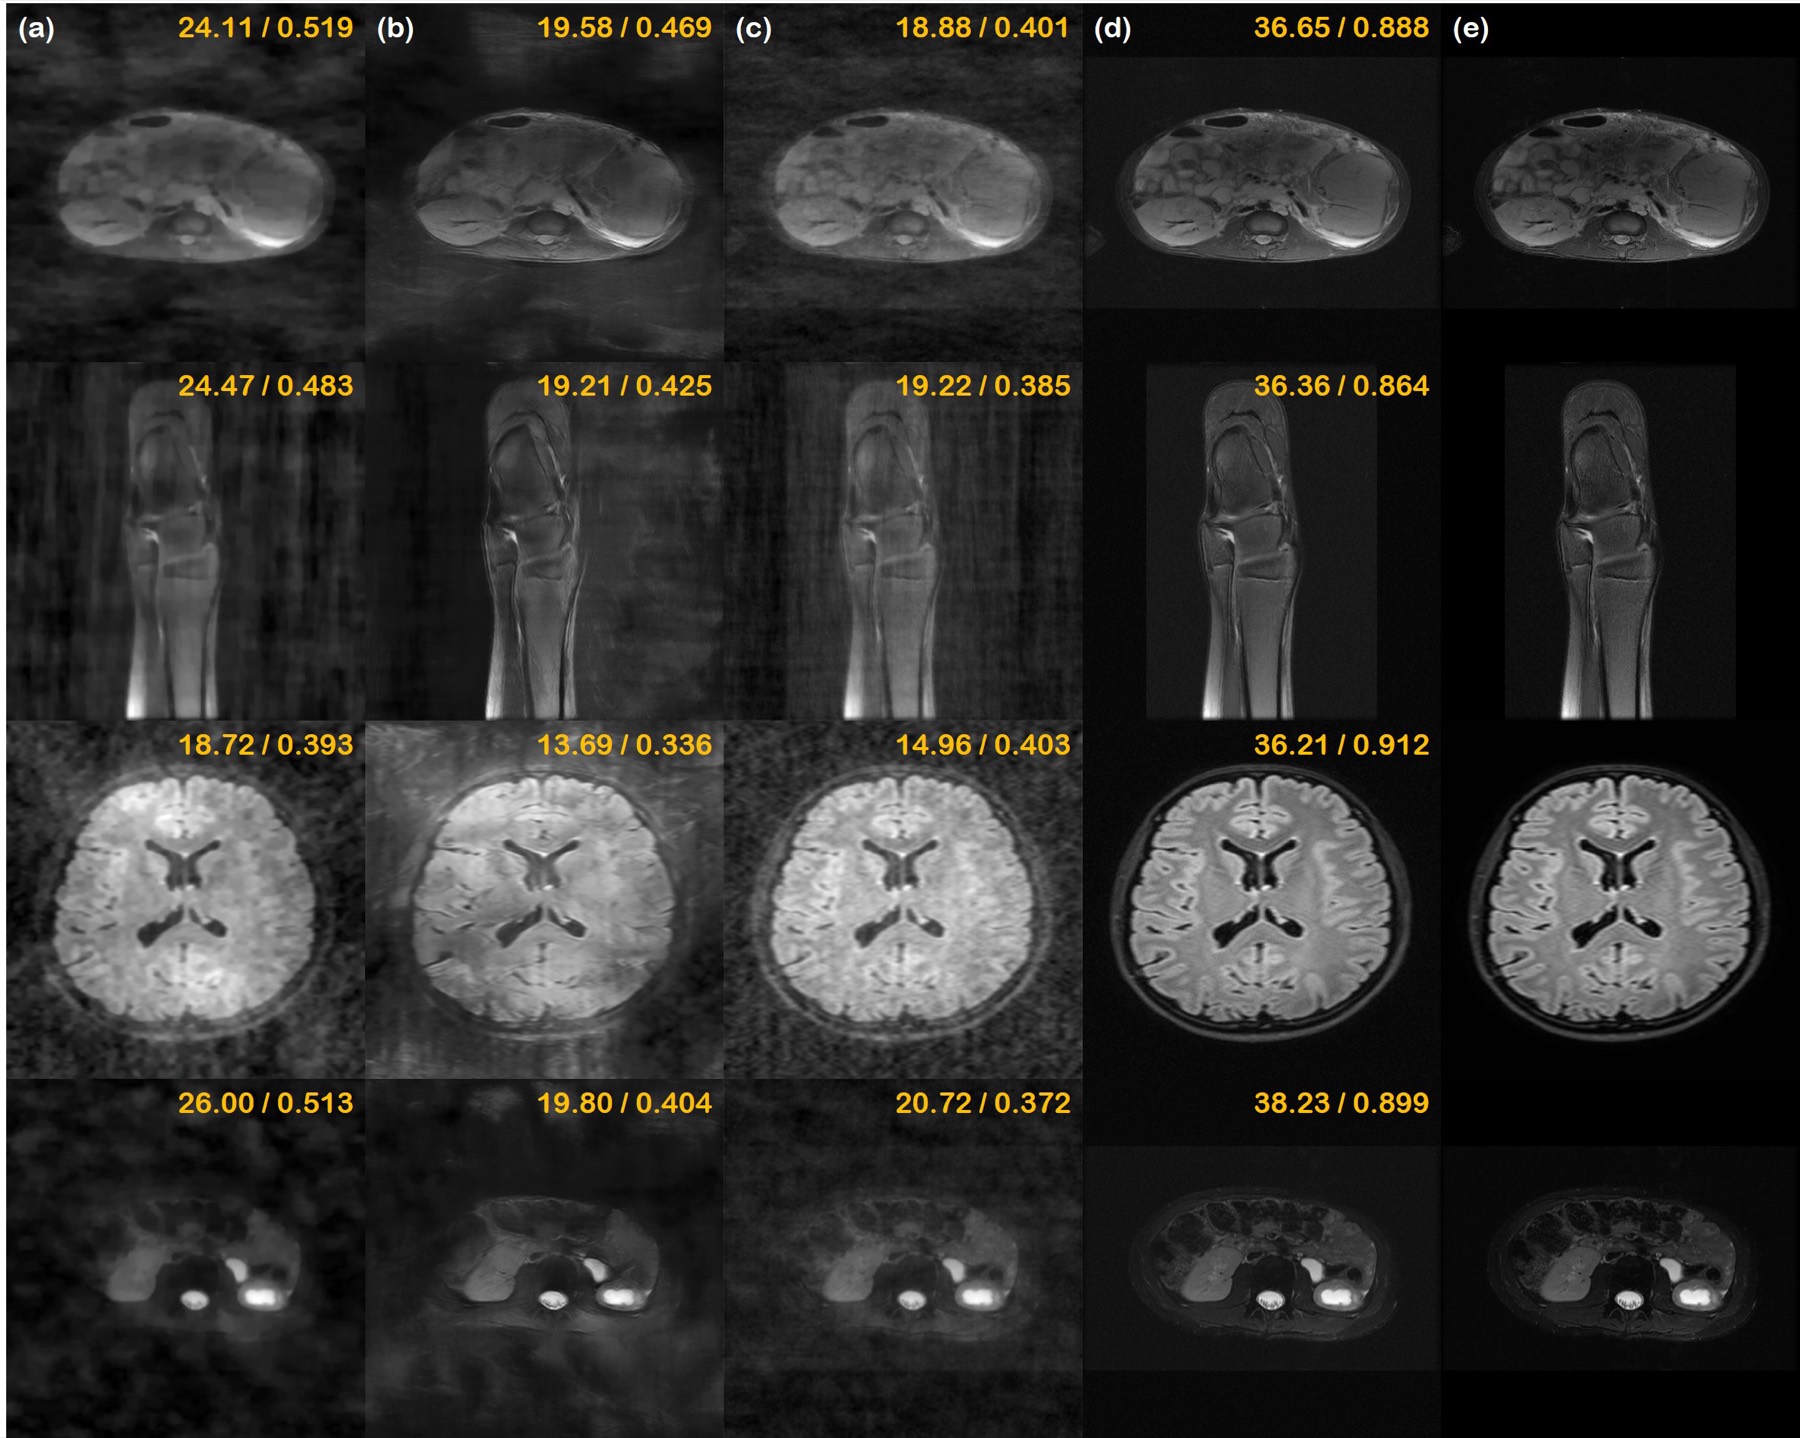 (a) 24.11 / 0.519 (b) 19.58 / 0.469 (c) 18.88 / 0.401 (d) 36.65 / 0.888 (e)
24.47 / 0.483 19.21 / 0.425 19.22 / 0.385 36.36 / 0.864
18.72 / 0.393 13.69 / 0.336 14.96 / 0.403 36.21 / 0.912
26.00 / 0.513 19.80 / 0.404 20.72 / 0.372 38.23 / 0.899